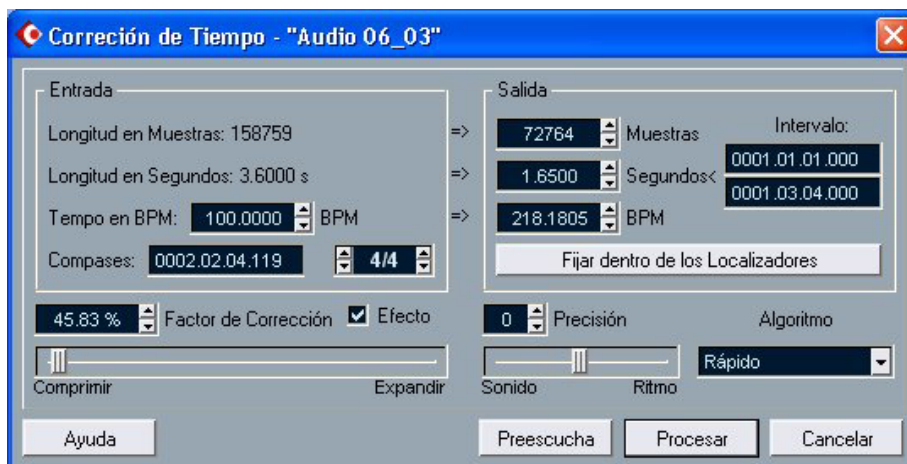 Correción de Tiempo - "Audio 06_03"
Entrada
Longitud en Muestras: 158759 =>
Longitud en Segundos: 3.6000 s =>
Tempo en BPM: 100.0000 BPM =>
Compases: 0002.02.04.119 4/4
Salida
72764 Muestras
Intervalo:
0001.01.01.000
1.6500 Segundos<
0001.03.04.000
218.1805 BPM
Fijar dentro de los Localizadores
45.83 % Factor de Corrección Efecto
Comprimir Expandir
0 Precisión
Sonido Ritmo
Algoritmo
Rápido
Ayuda Preescucha Procesar Cancelar